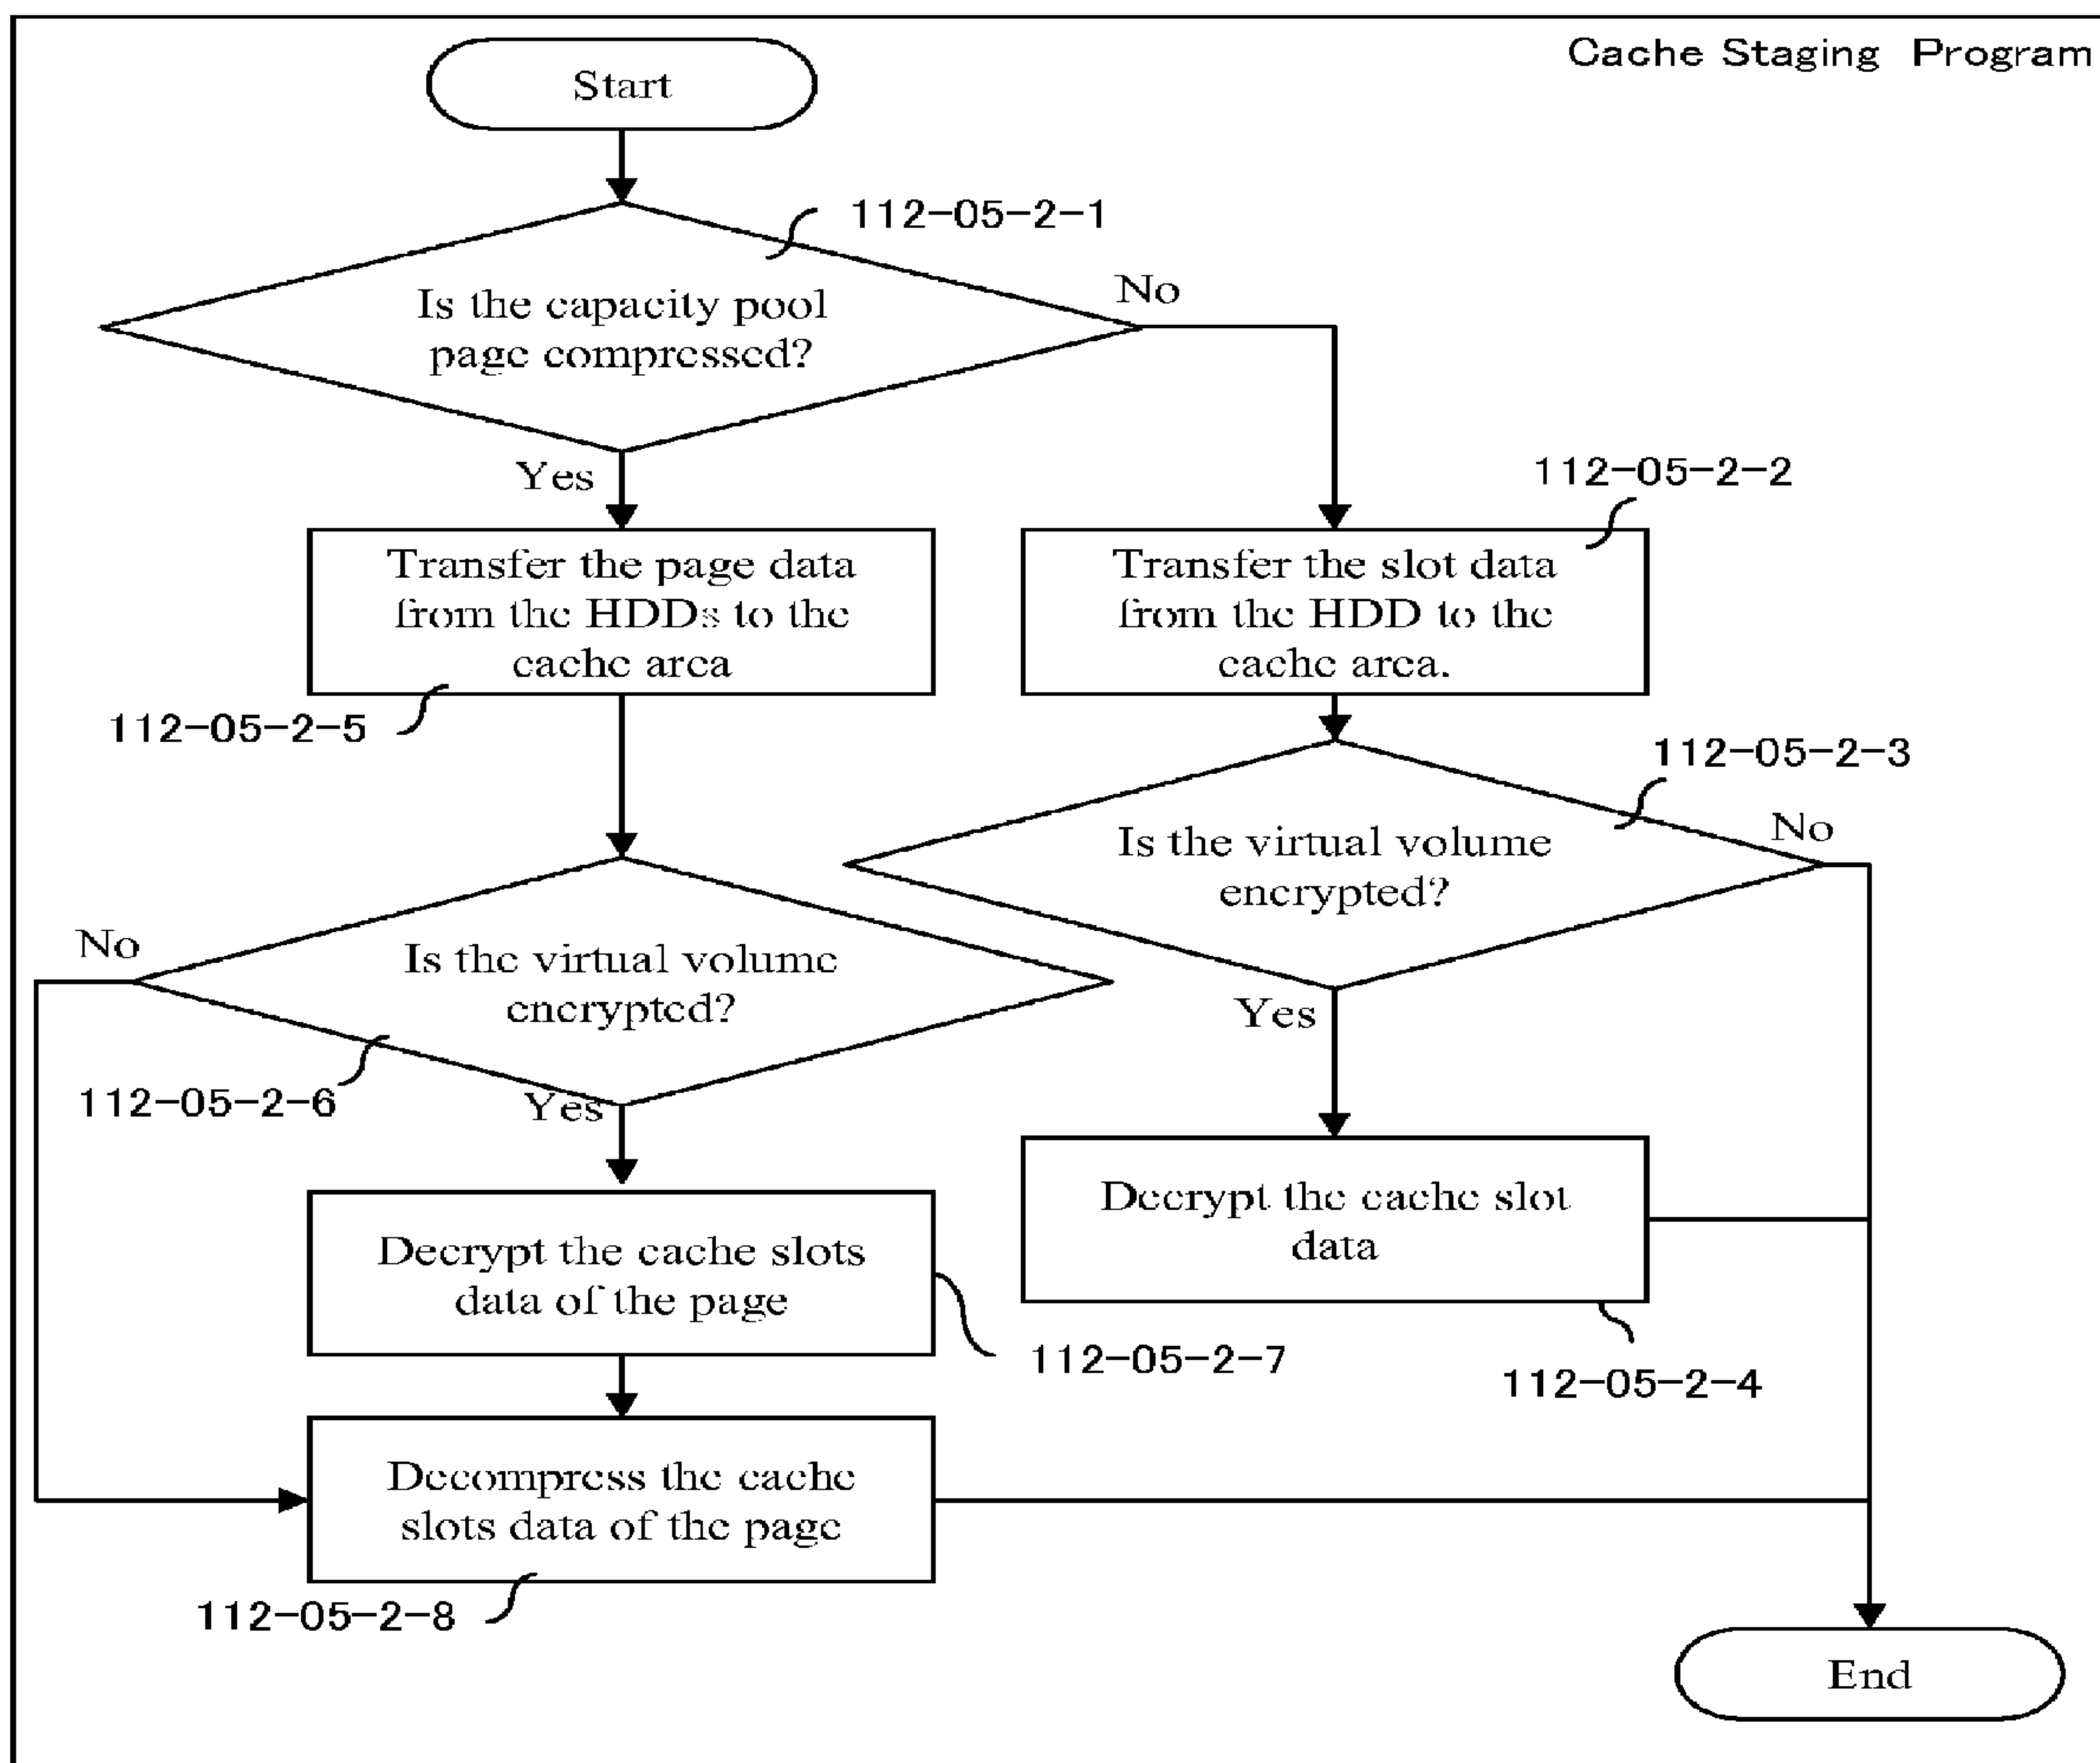 Cache Staging Program
Start
112-05-2-1
Is the capacity pool
page compressed?
No
Yes
112-05-2-2
Transfer the page data
from the HDDs to the
cache area
Transfer the slot data
from the HDD to the
cache area.
112-05-2-5
112-05-2-3
Is the virtual volume
encrypted?
No
No
Is the virtual volume
encrypted?
Yes
112-05-2-6
Yes
Decrypt the cache slot
data
Decrypt the cache slots
data of the page
112-05-2-7
112-05-2-4
Decompress the cache
slots data of the page
112-05-2-8
End